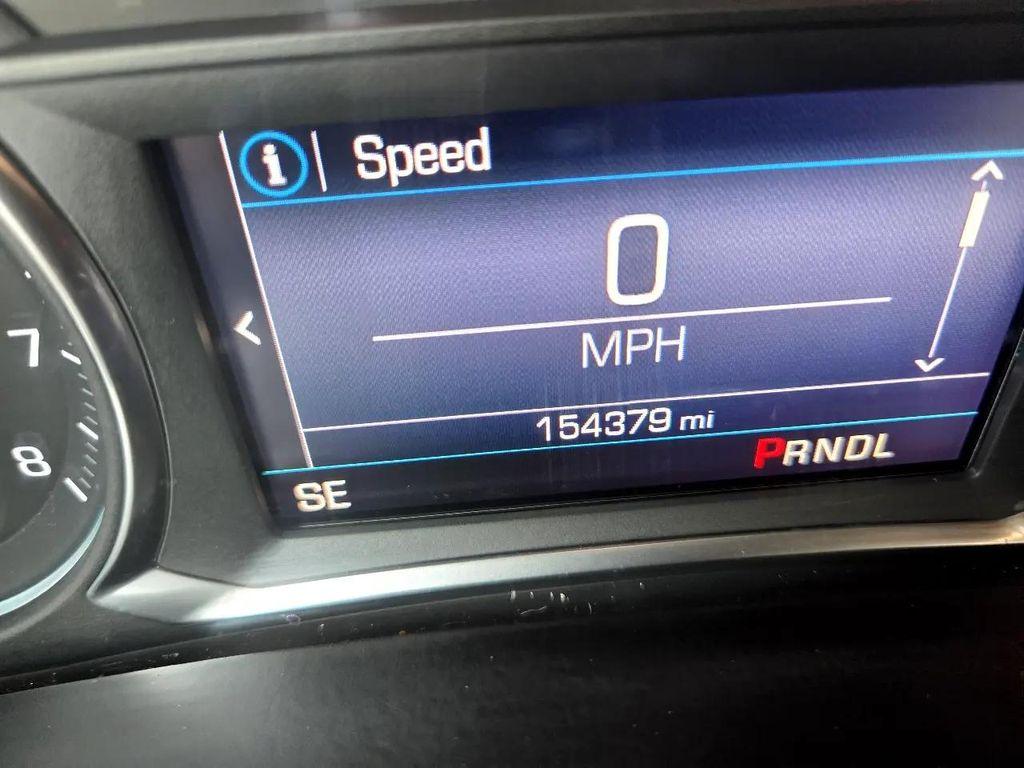 i Speed
0
MPH
154379 mi
PRNDL
SE
7
8